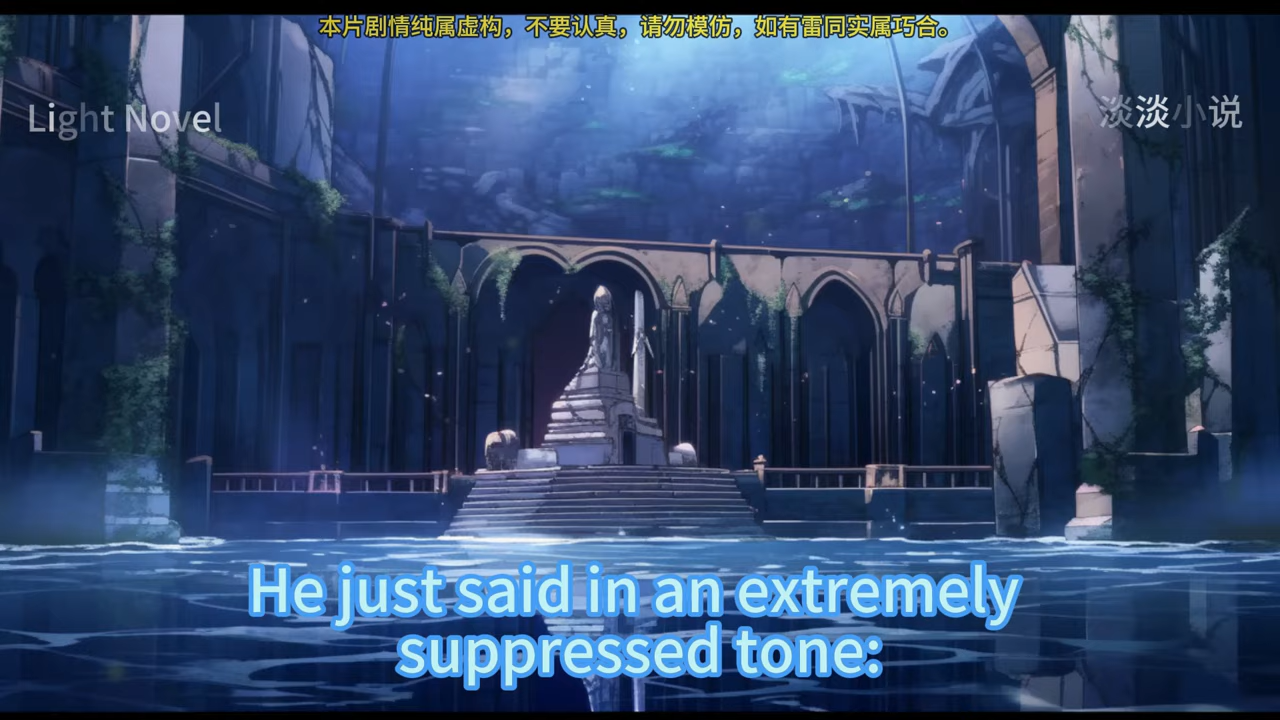 本片剧情纯属虚构，不要认真，请勿模仿，如有雷同实属巧合。
Light Novel
淡淡小说
He just said in an extremely
suppressed tone: